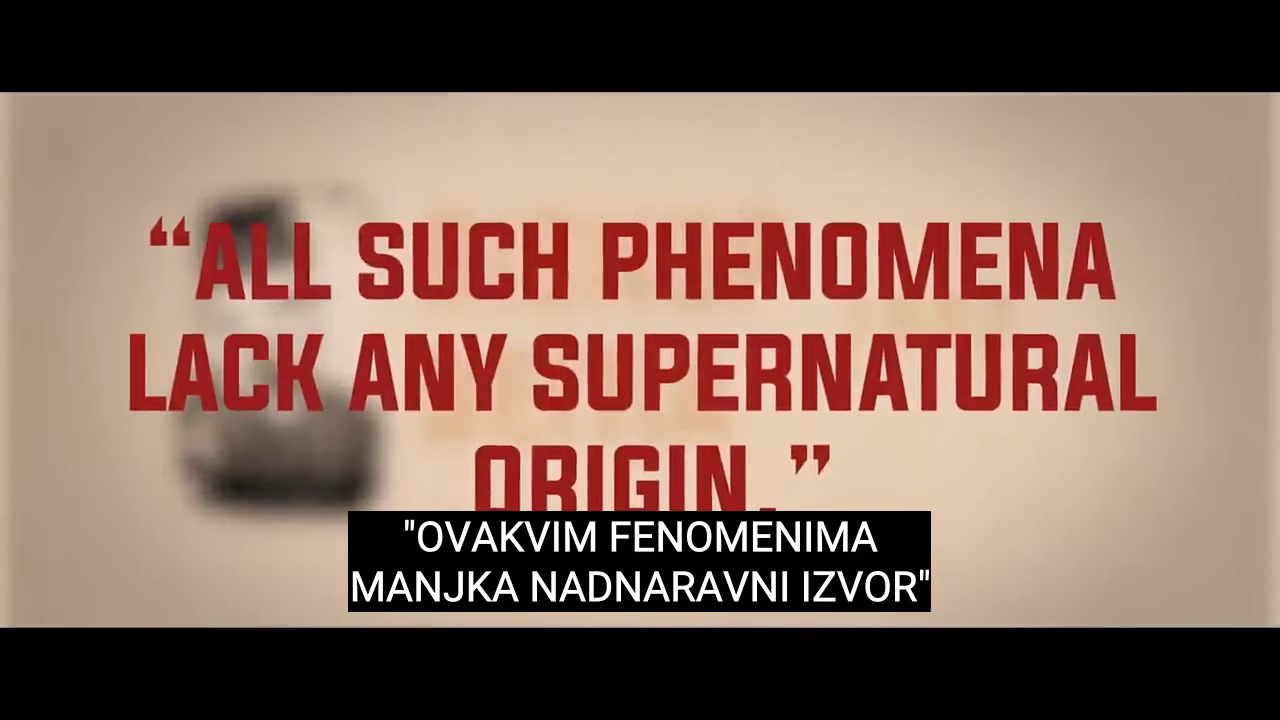 “ALL SUCH PHENOMENA
LACK ANY SUPERNATURAL
ORIGIN.”
"OVAKVIM FENOMENIMA
MANJKA NADNARAVNI IZVOR"